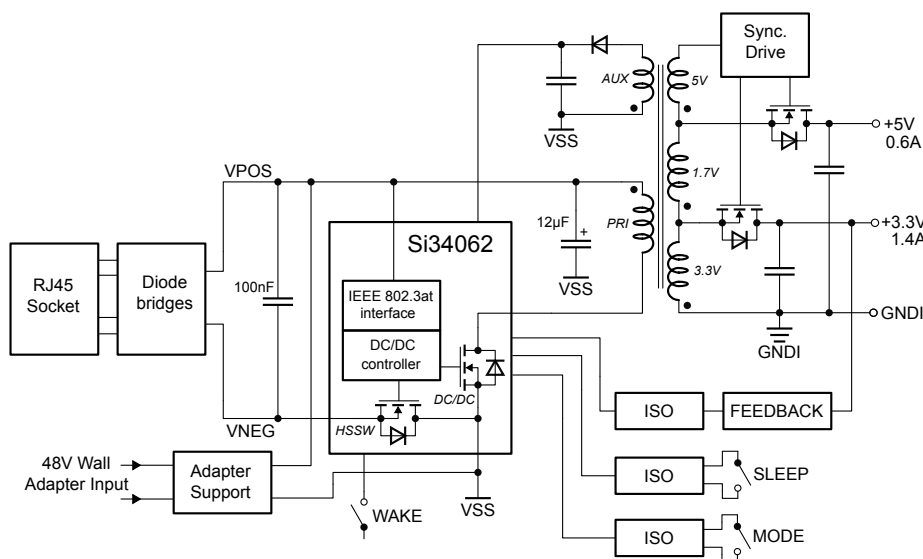 Sync.
Drive
AUX
5V
VSS
+5V
0.6A
VPOS
1.7V
12µF
+
PRI
+3.3V
1.4A
Si34062
RJ45
Socket
Diode
bridges
100nF
VSS
IEEE 802.3at
interface
3.3V
GNDI
DC/DC
controller
GNDI
DC/DC
VNEG
HSSW
ISO
FEEDBACK
48V Wall
Adapter Input
Adapter
Support
ISO
SLEEP
WAKE
VSS
ISO
MODE